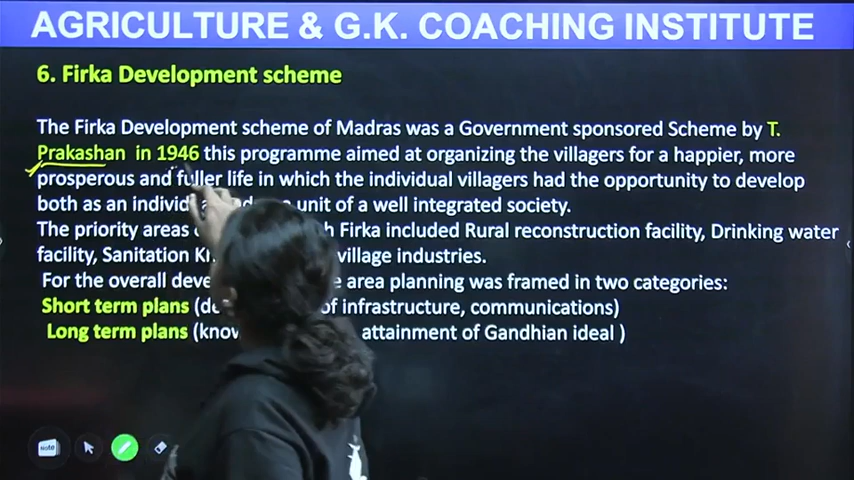 AGRICULTURE & G.K. COACHING INSTITUTE
6. Firka Development scheme
The Firka Development scheme of Madras was a Government sponsored Scheme by T.
Prakashan in 1946 this programme aimed at organizing the villagers for a happier, more
prosperous and fuller life in which the individual villagers had the opportunity to develop
both as an unit of a well integrated society.
The priority areas Firka included Rural reconstruction facility, Drinking water
facility, Sanitation village industries.
For the overall area planning was framed in two categories:
Short term plans of infrastructure, communications)
Long term plans attainment of Gandhian ideal )
Note